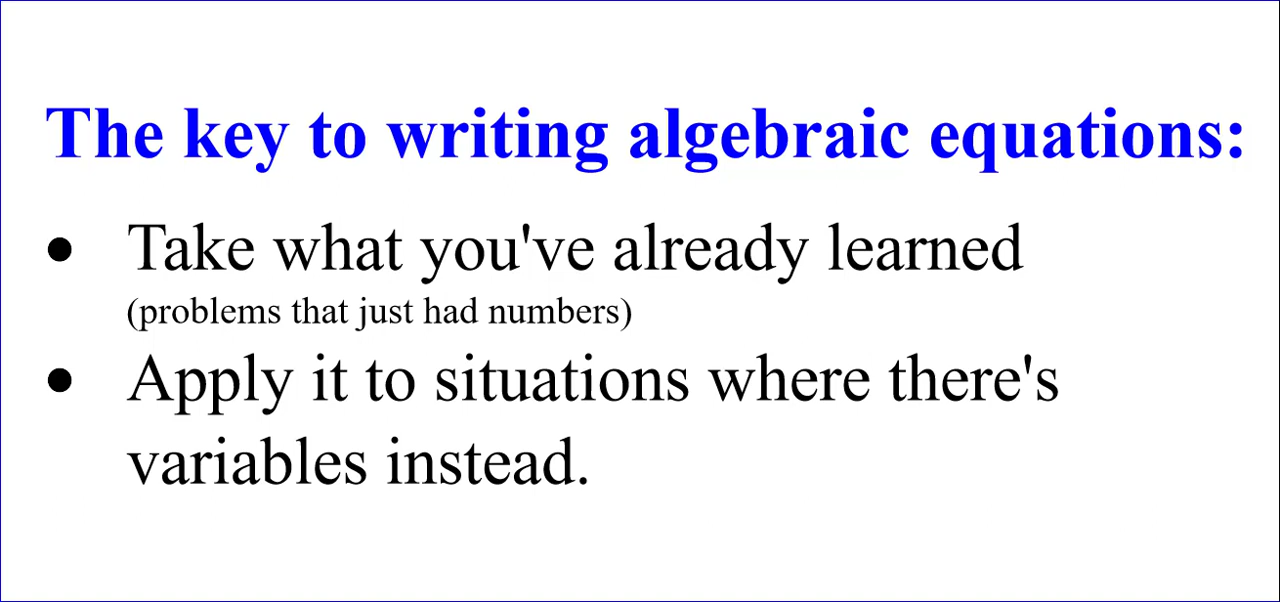 The key to writing algebraic equations:
● Take what you've already learned
(problems that just had numbers)
● Apply it to situations where there's
variables instead.